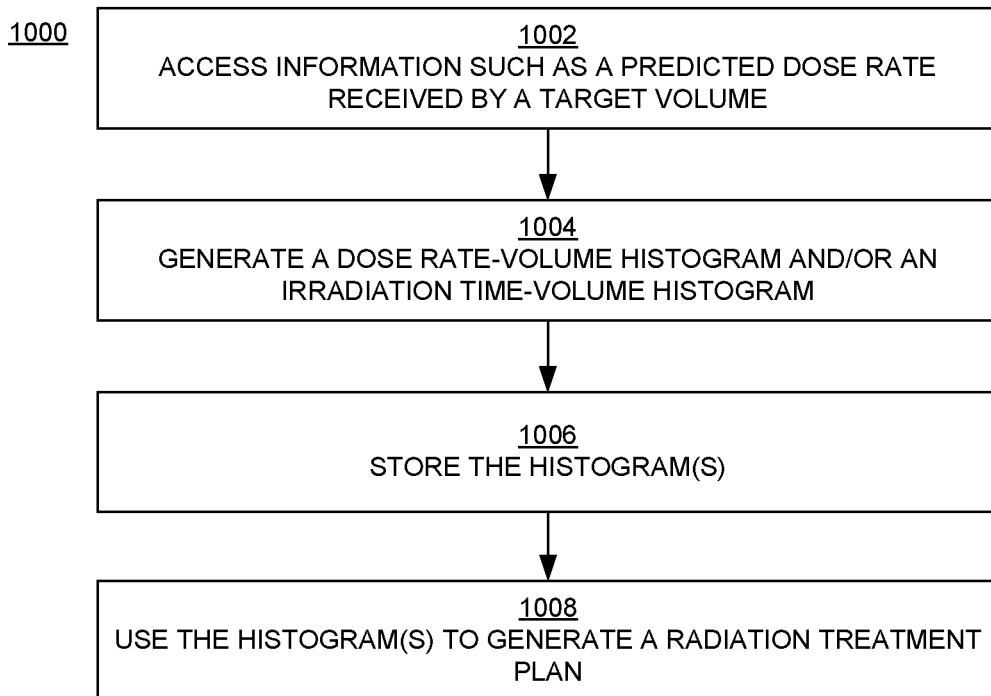 1000
1002
ACCESS INFORMATION SUCH AS A PREDICTED DOSE RATE
RECEIVED BY A TARGET VOLUME
1004
GENERATE A DOSE RATE-VOLUME HISTOGRAM AND/OR AN
IRRADIATION TIME-VOLUME HISTOGRAM
1006
STORE THE HISTOGRAM(S)
1008
USE THE HISTOGRAM(S) TO GENERATE A RADIATION TREATMENT
PLAN